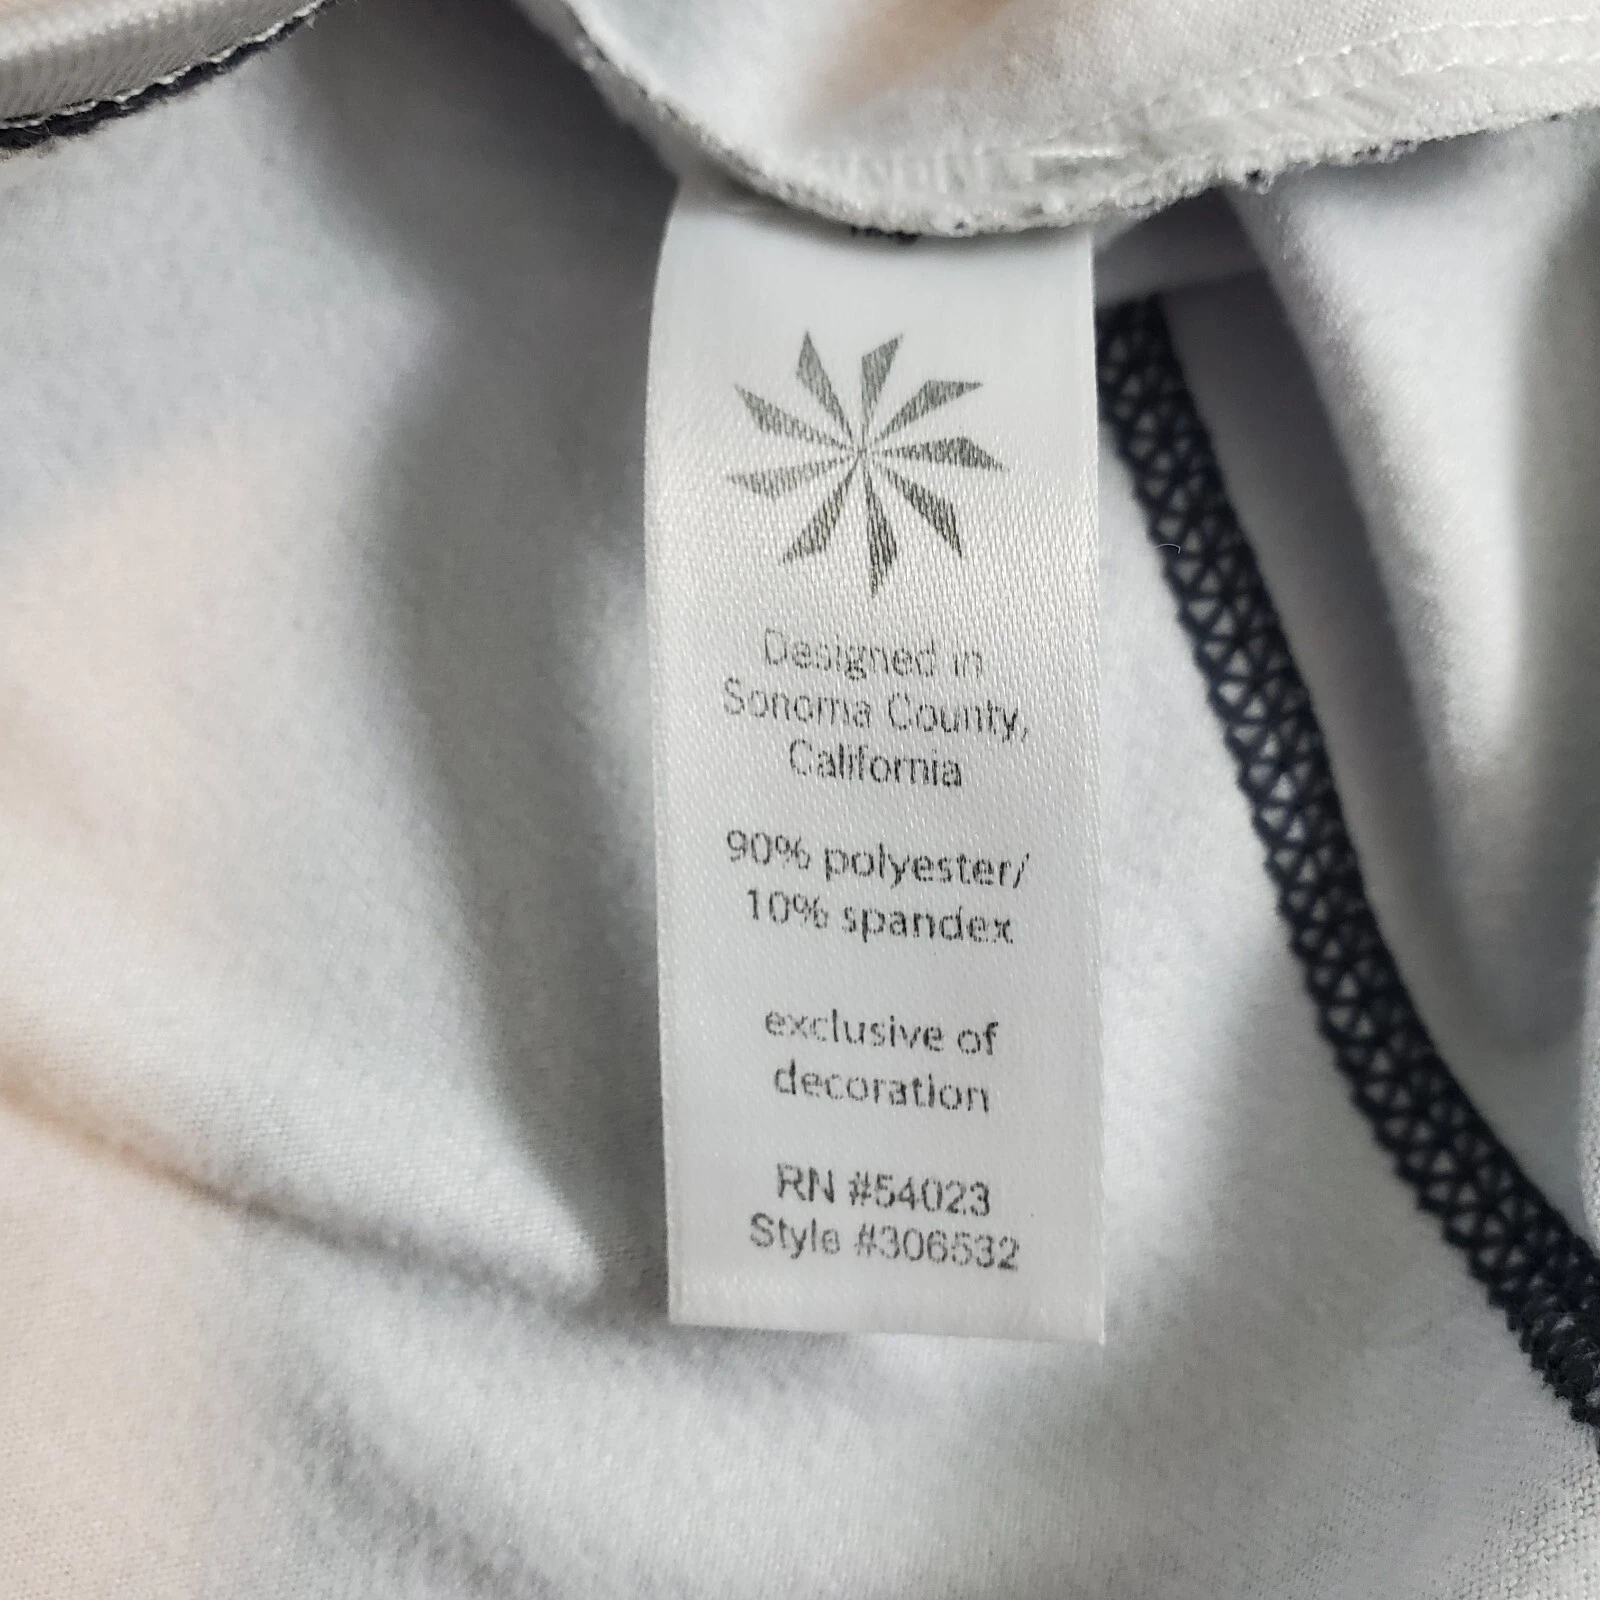 Designed in
Sonoma County,
California
90% polyester/
10% spandex
exclusive of
decoration
RN #54023
Style #306532